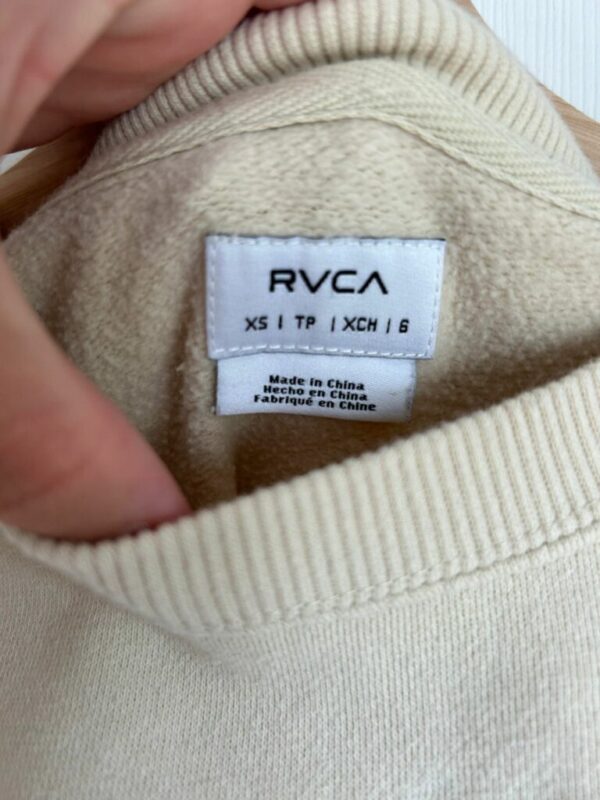 RVCA
XS | TP | XCH | 6
Made in China
Hecho en China
Fabriqué en Chine